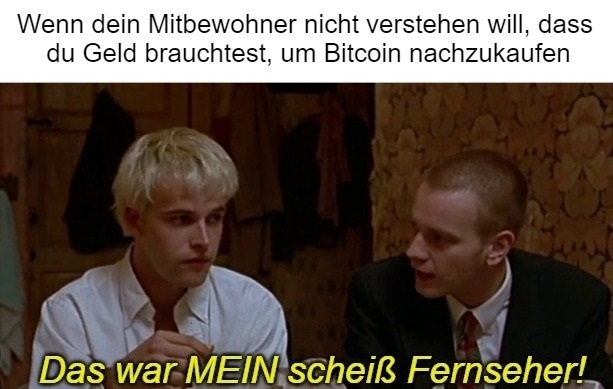 Wenn dein Mitbewohner nicht verstehen will, dass
du Geld brauchtest, um Bitcoin nachzukaufen
Das war MEIN scheiß Fernseher!